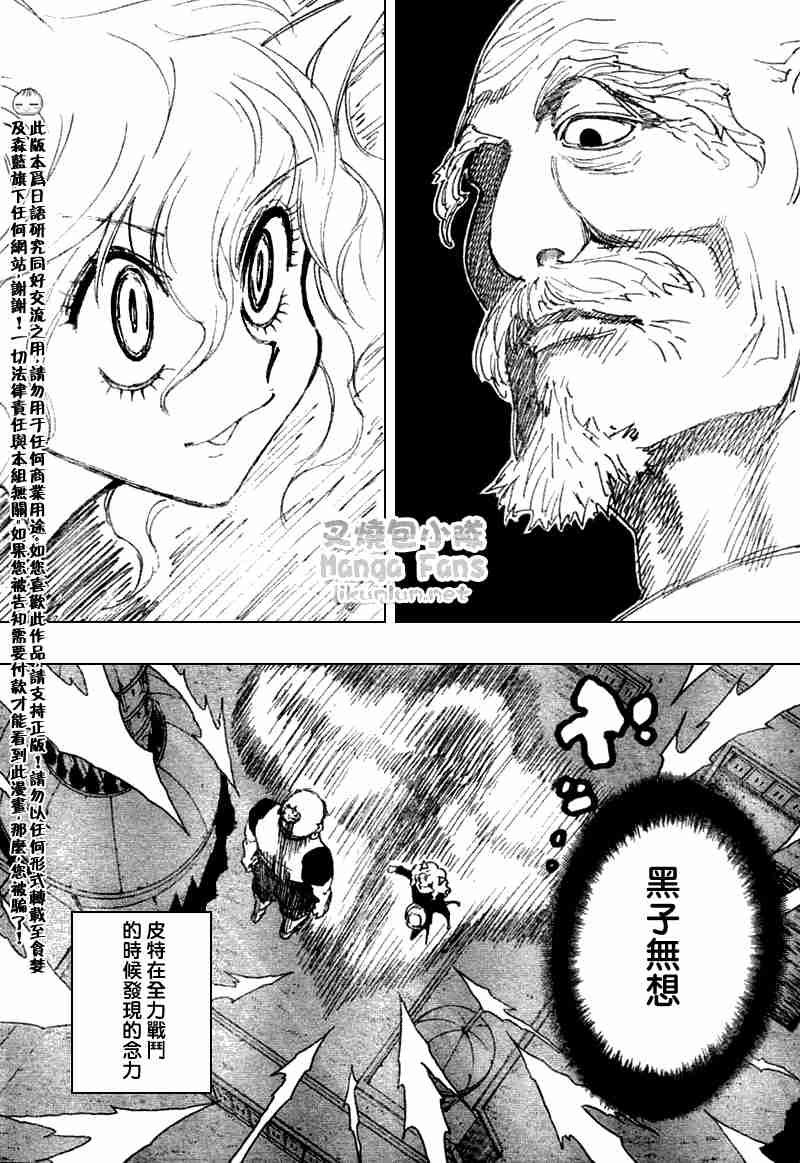 此版本爲日語研究同好交流之用,請勿用于任何商業用途。如您喜歡此作品,請支持正版！請勿以任何形式轉載至貪婪
及森藍旗下任何網站,謝謝！一切法律責任與本組無關。如果您被告知需要付款才能看到此漫畫,那麼,您被騙了！
叉燒包小隊
Manga Fans
likunkun.net
ズオ
黑子無想
皮特在全力戰鬥
的時候發現的念力